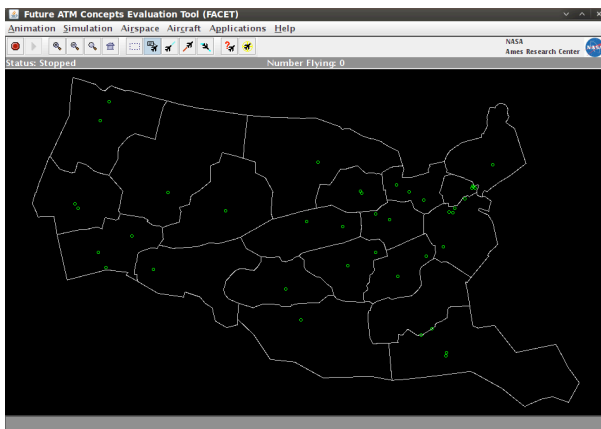 Future ATM Concepts Evaluation Tool (FACET)
Animation Simulation Airspace Aircraft Applications Help
NASA
Ames Research Center
NASA
Status: Stopped Number Flying: 0